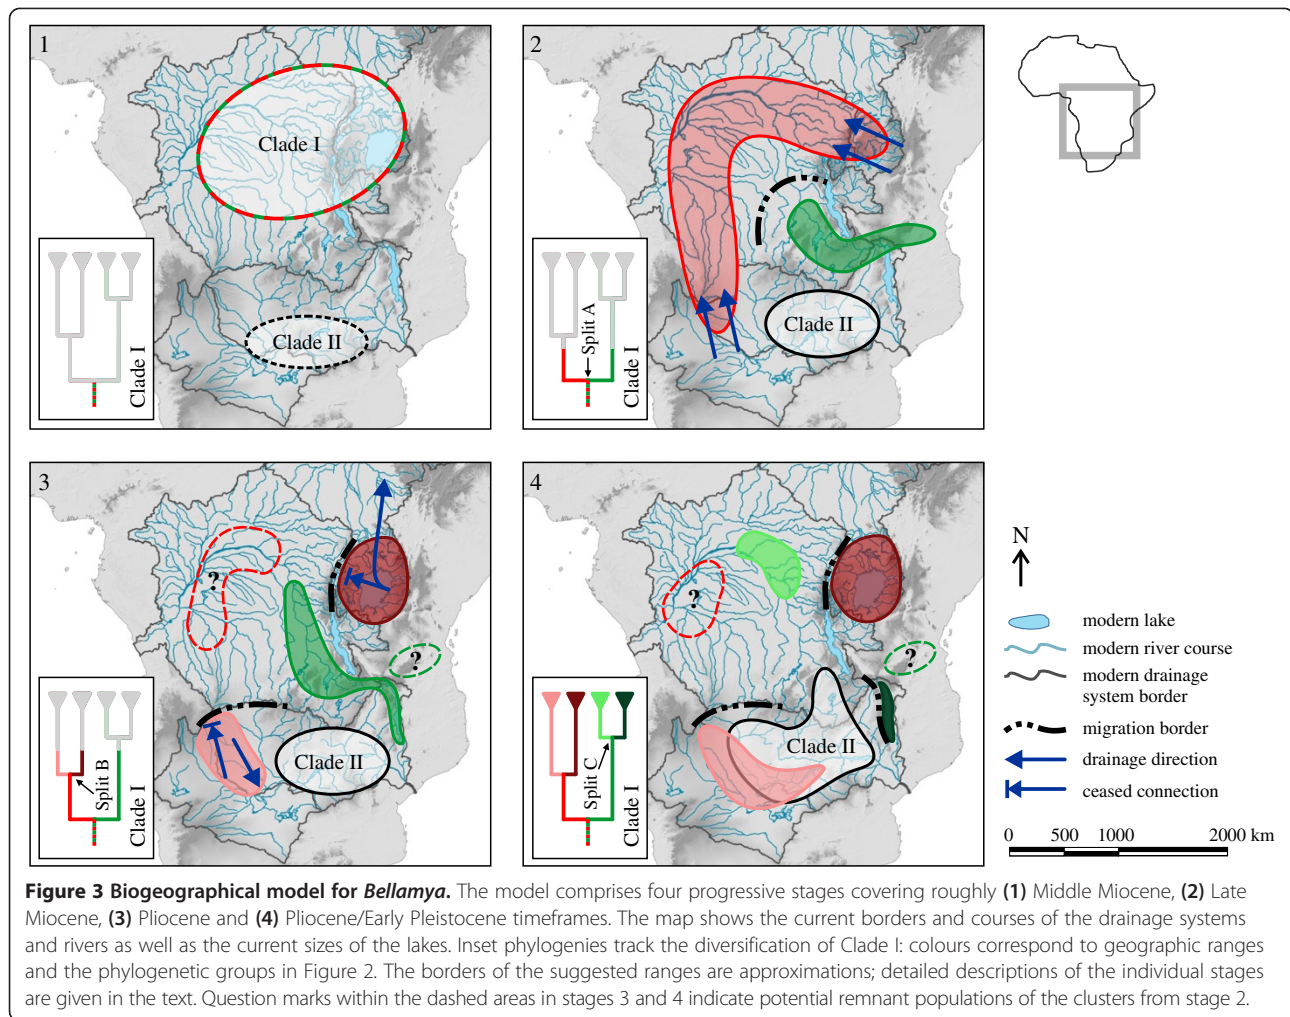 1
Clade I
Clade II
Clade I
2
Clade II
Split A
Clade I
3
?
?
Clade II
Split B
Clade I
4
?
?
Clade II
Split C
Clade I
N
modern lake
modern river course
modern drainage
system border
migration border
drainage direction
ceased connection
0 500 1000 2000 km
Figure 3 Biogeographical model for Bellamya. The model comprises four progressive stages covering roughly (1) Middle Miocene, (2) Late
Miocene, (3) Pliocene and (4) Pliocene/Early Pleistocene timeframes. The map shows the current borders and courses of the drainage systems
and rivers as well as the current sizes of the lakes. Inset phylogenies track the diversification of Clade I: colours correspond to geographic ranges
and the phylogenetic groups in Figure 2. The borders of the suggested ranges are approximations; detailed descriptions of the individual stages
are given in the text. Question marks within the dashed areas in stages 3 and 4 indicate potential remnant populations of the clusters from stage 2.